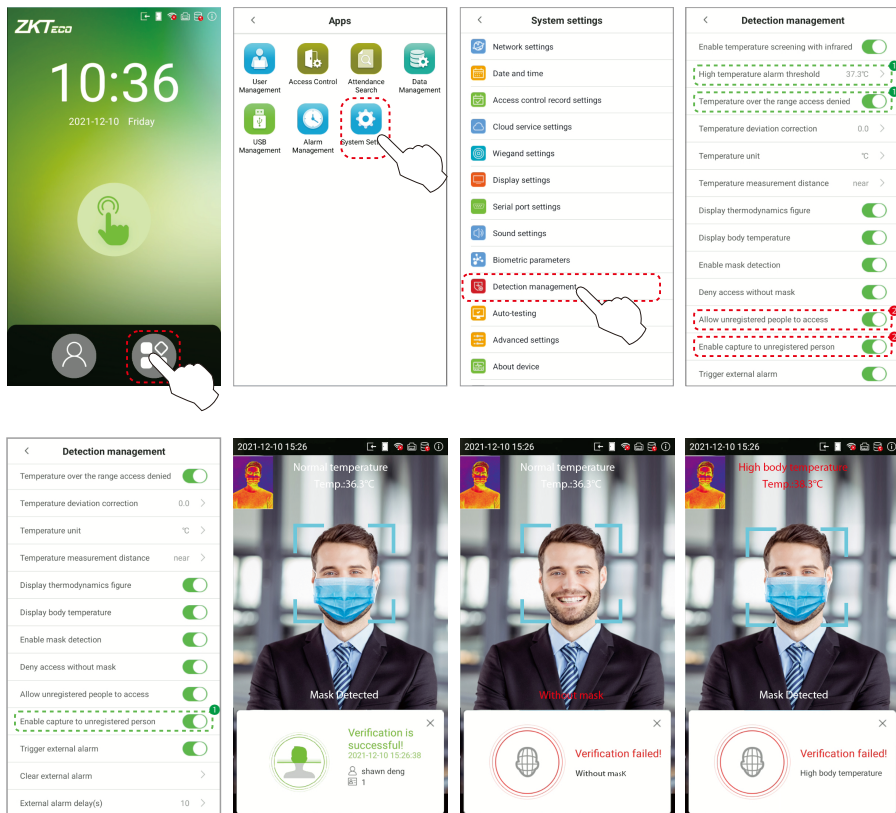 ZKTECO
10:36
2021-12-10 Friday
Apps
User Management
Access Control
Attendance Search
Data Management
USB Management
Alarm Management
System Set
System settings
Network settings
Date and time
Access control record settings
Cloud service settings
Wiegand settings
Display settings
Serial port settings
Sound settings
Biometric parameters
Detection management
Auto-testing
Advanced settings
About device
Detection management
Enable temperature screening with infrared
High temperature alarm threshold 37.3℃ 1
Temperature over the range access denied 1
Temperature deviation correction 0.0
Temperature unit ℃
Temperature measurement distance near
Display thermodynamics figure
Display body temperature
Enable mask detection
Deny access without mask
Allow unregistered people to access 2
Enable capture to unregistered person 2
Trigger external alarm
Detection management
Temperature over the range access denied
Temperature deviation correction 0.0
Temperature unit ℃
Temperature measurement distance near
Display thermodynamics figure
Display body temperature
Enable mask detection
Deny access without mask
Allow unregistered people to access
Enable capture to unregistered person 1
Trigger external alarm
Clear external alarm
External alarm delay(s) 10
2021-12-10 15:26
Normal temperature
Temp.:36.3°C
Mask Detected
Verification is
successful!
2021-12-10 15:26:38
shawn deng
1
2021-12-10 15:26
Normal temperature
Temp.:36.3°C
Without mask
Verification failed!
Without masK
2021-12-10 15:26
High body temperature
Temp.:38.3°C
Mask Detected
Verification failed!
High body temperature